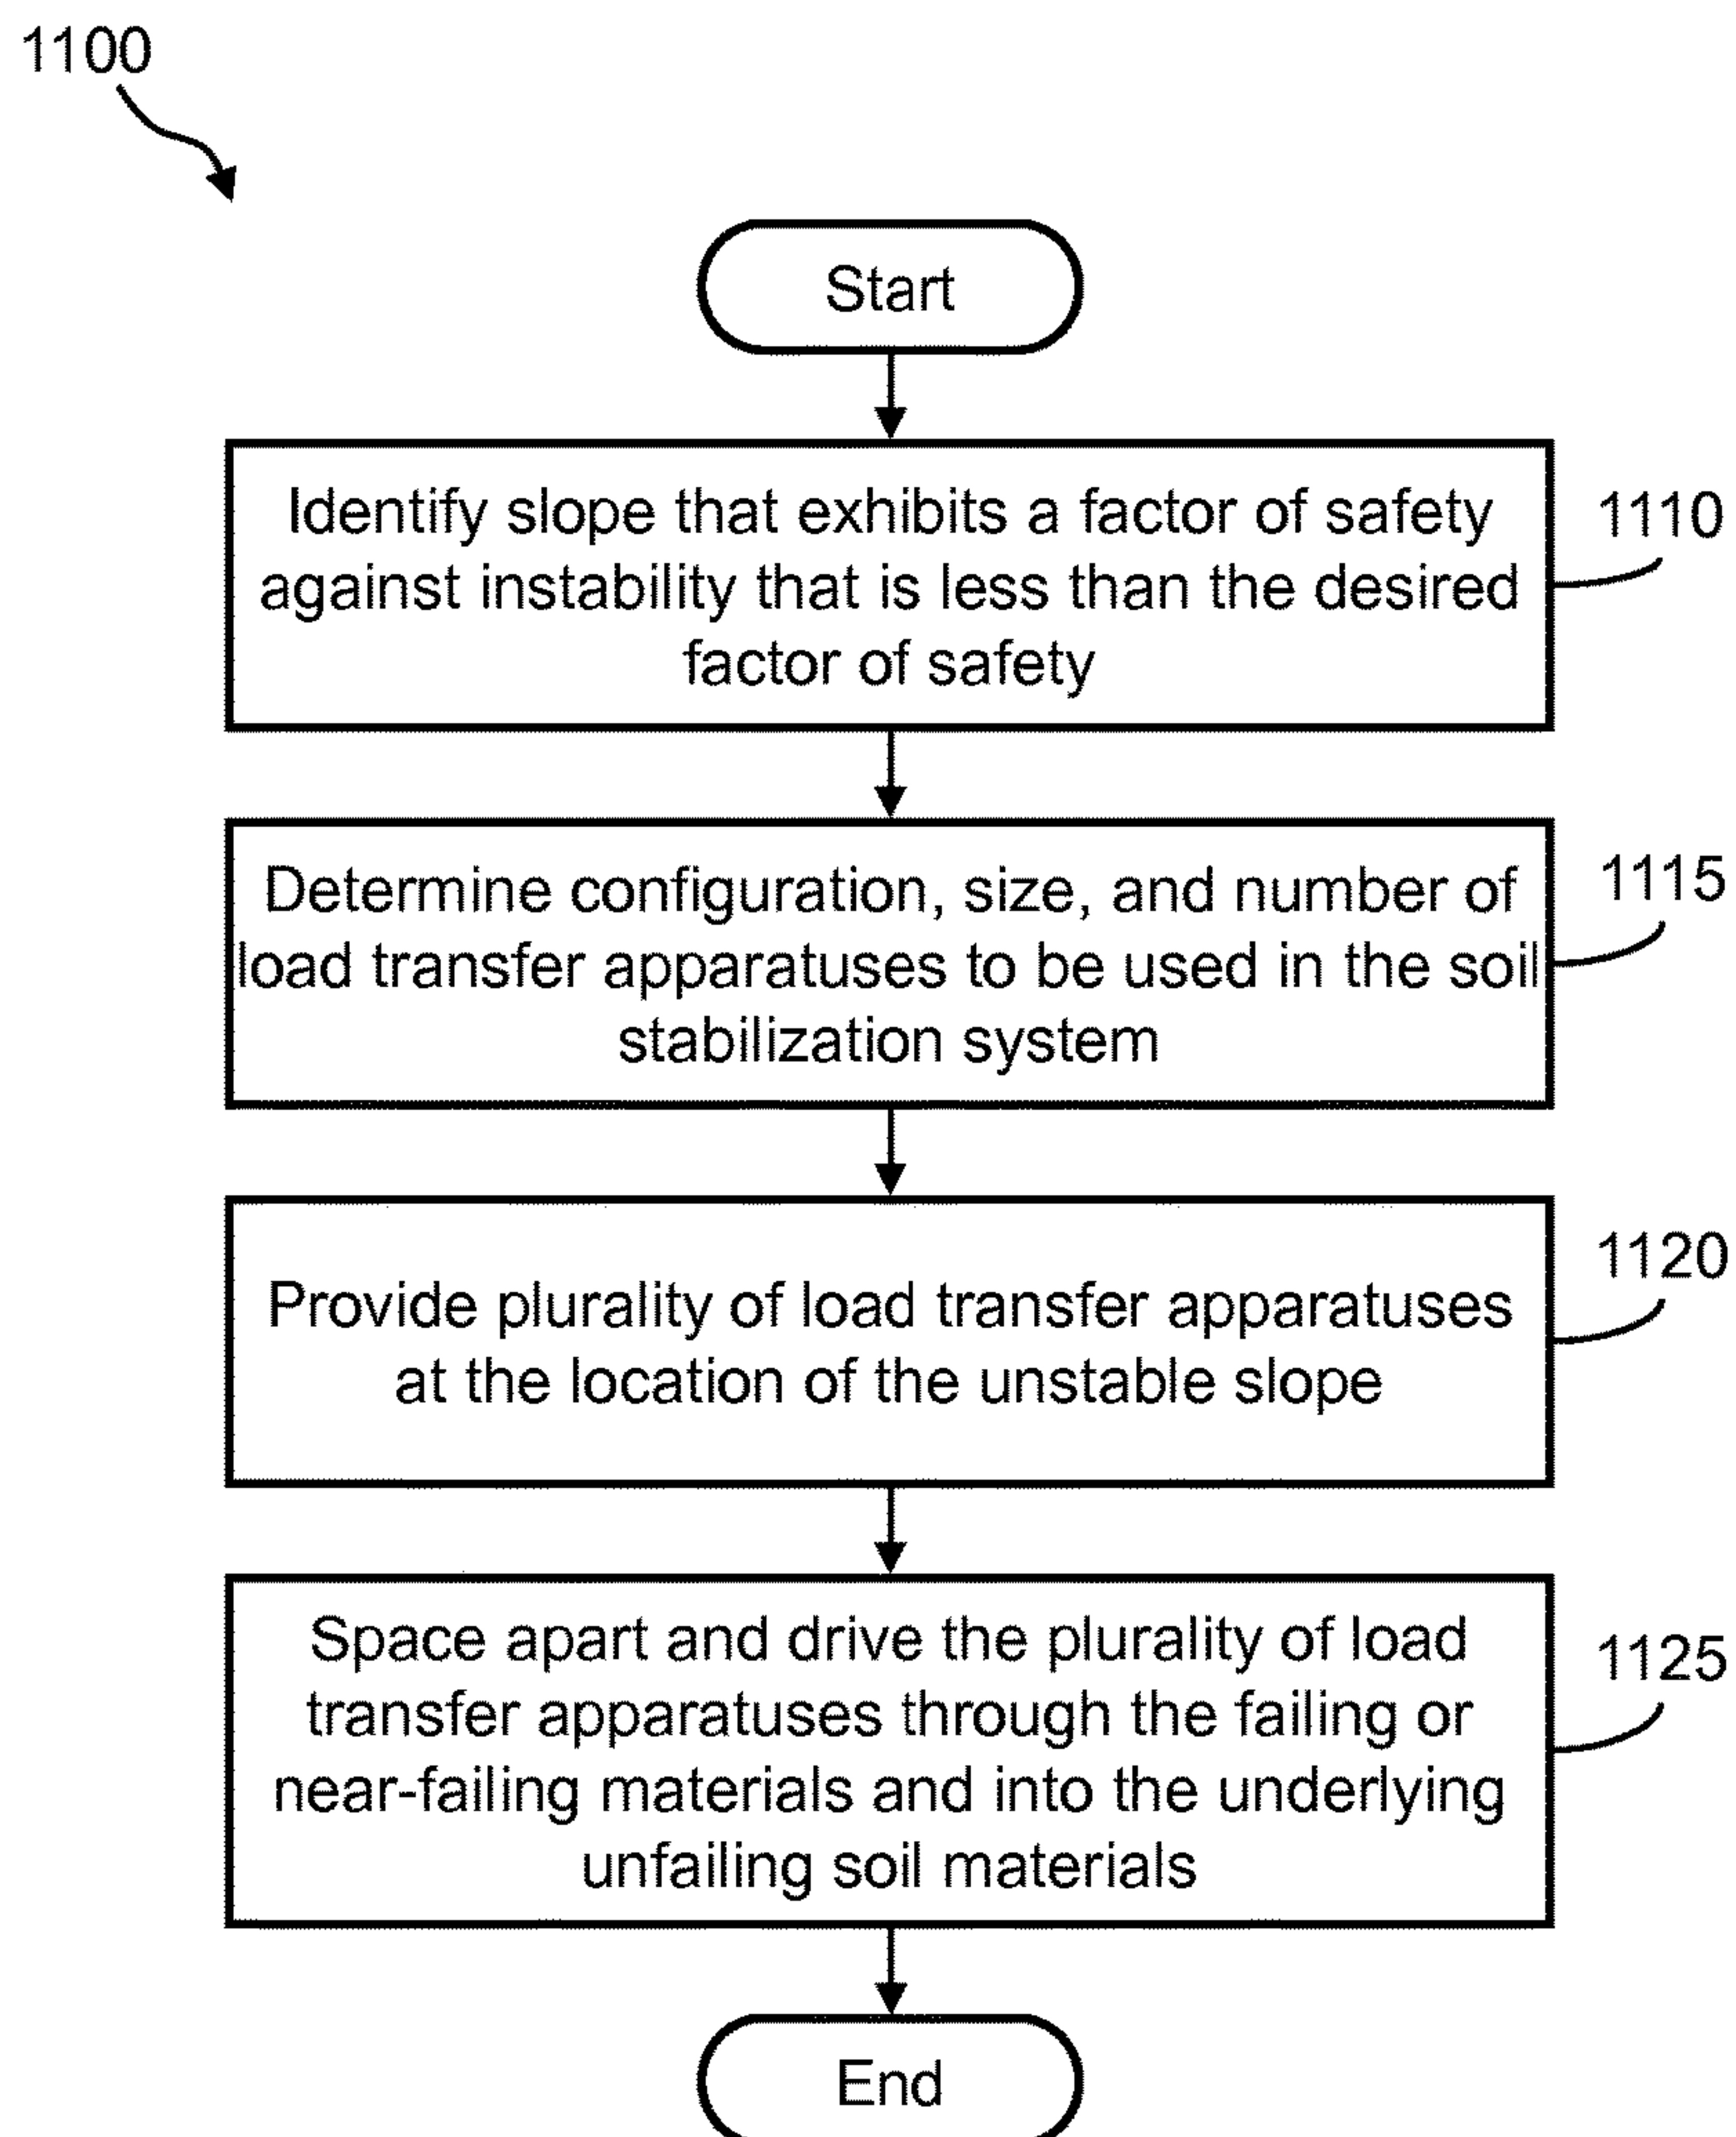 1100
Start
Identify slope that exhibits a factor of safety
against instability that is less than the desired
factor of safety
1110
Determine configuration, size, and number of
load transfer apparatuses to be used in the soil
stabilization system
1115
Provide plurality of load transfer apparatuses
at the location of the unstable slope
1120
Space apart and drive the plurality of load
transfer apparatuses through the failing or
near-failing materials and into the underlying
unfailing soil materials
1125
End